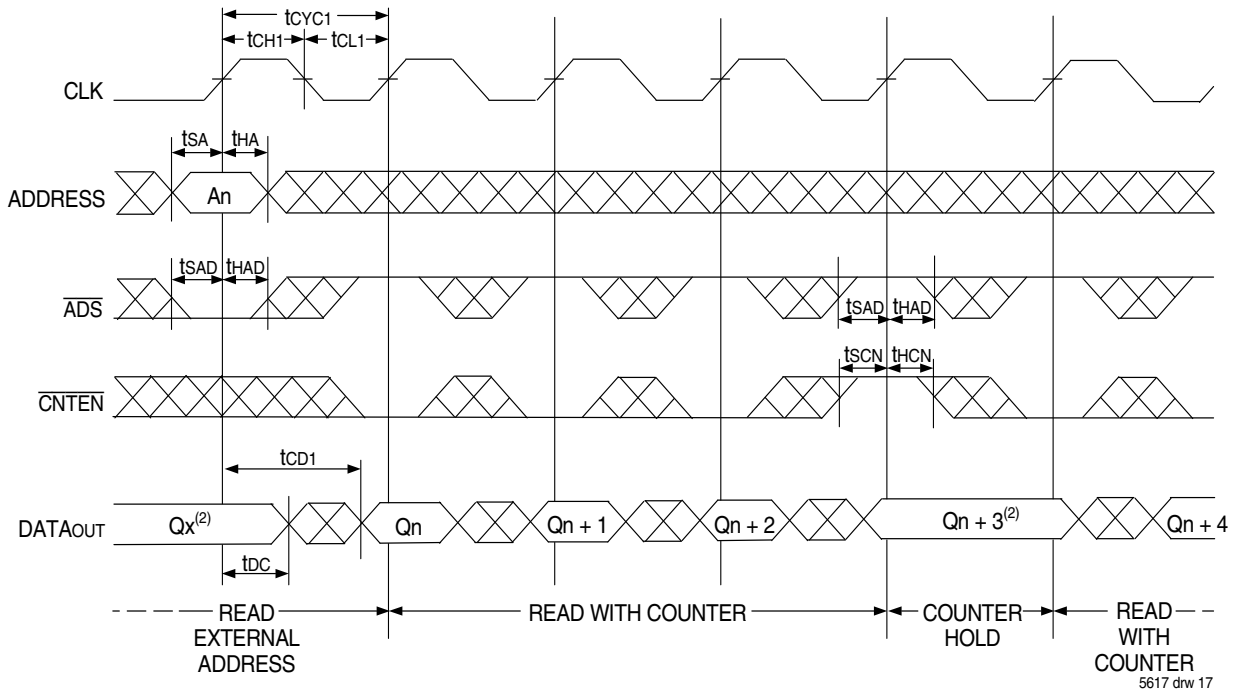 tCYC1
tCH1 tCL1
CLK
tSA tHA
ADDRESS An
tSAD tHAD
ADS
tSAD tHAD
tSCN tHCN
CNTEN
tCD1
DATAOUT Qx(2) Qn Qn + 1 Qn + 2 Qn + 3(2) Qn + 4
tDC
READ EXTERNAL ADDRESS
READ WITH COUNTER
COUNTER HOLD
READ WITH COUNTER
5617 drw 17